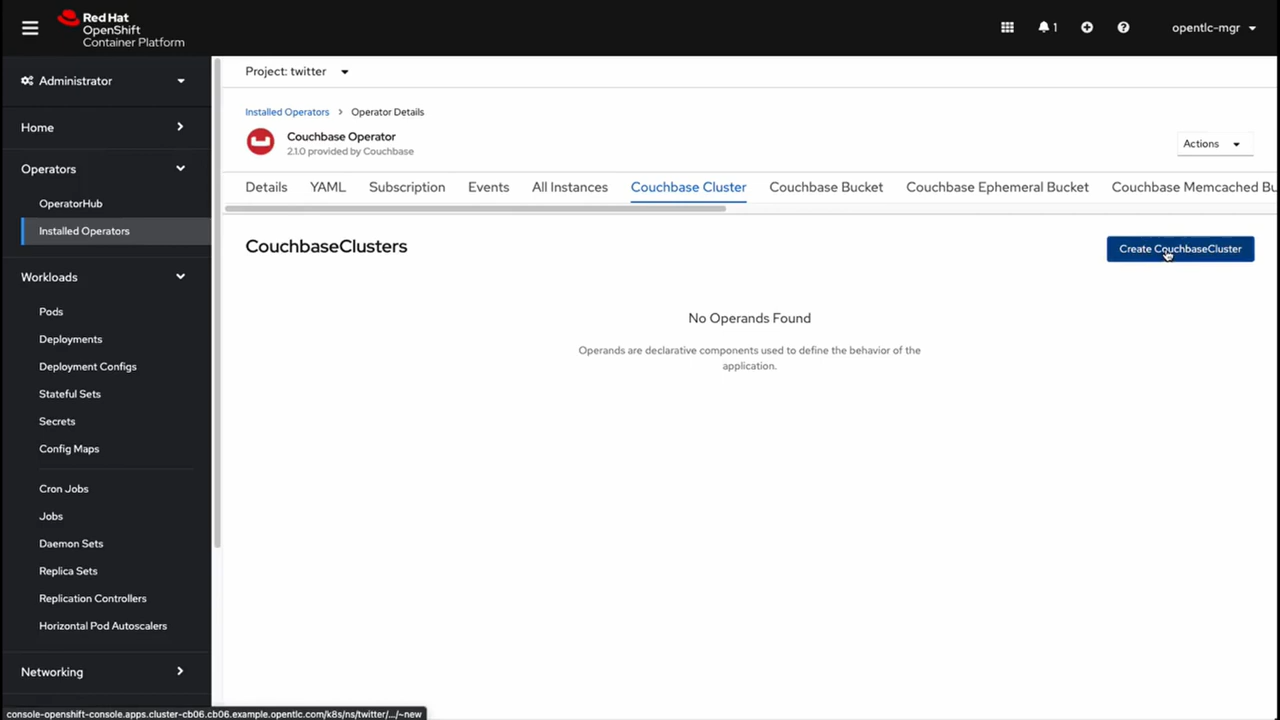 Red Hat
OpenShift
Container Platform
1
opentlc-mgr
Administrator
Home
Operators
OperatorHub
Installed Operators
Workloads
Pods
Deployments
Deployment Configs
Stateful Sets
Secrets
Config Maps
Cron Jobs
Jobs
Daemon Sets
Replica Sets
Replication Controllers
Horizontal Pod Autoscalers
Networking
Project: twitter
Installed Operators > Operator Details
Couchbase Operator
2.1.0 provided by Couchbase
Actions
Details YAML Subscription Events All Instances Couchbase Cluster Couchbase Bucket Couchbase Ephemeral Bucket Couchbase Memcached Bu
CouchbaseClusters
Create CouchbaseCluster
No Operands Found
Operands are declarative components used to define the behavior of the
application.
console-openshift-console.apps.cluster-cb06.cb06.example.opentlc.com/k8s/ns/twitter/.../~new